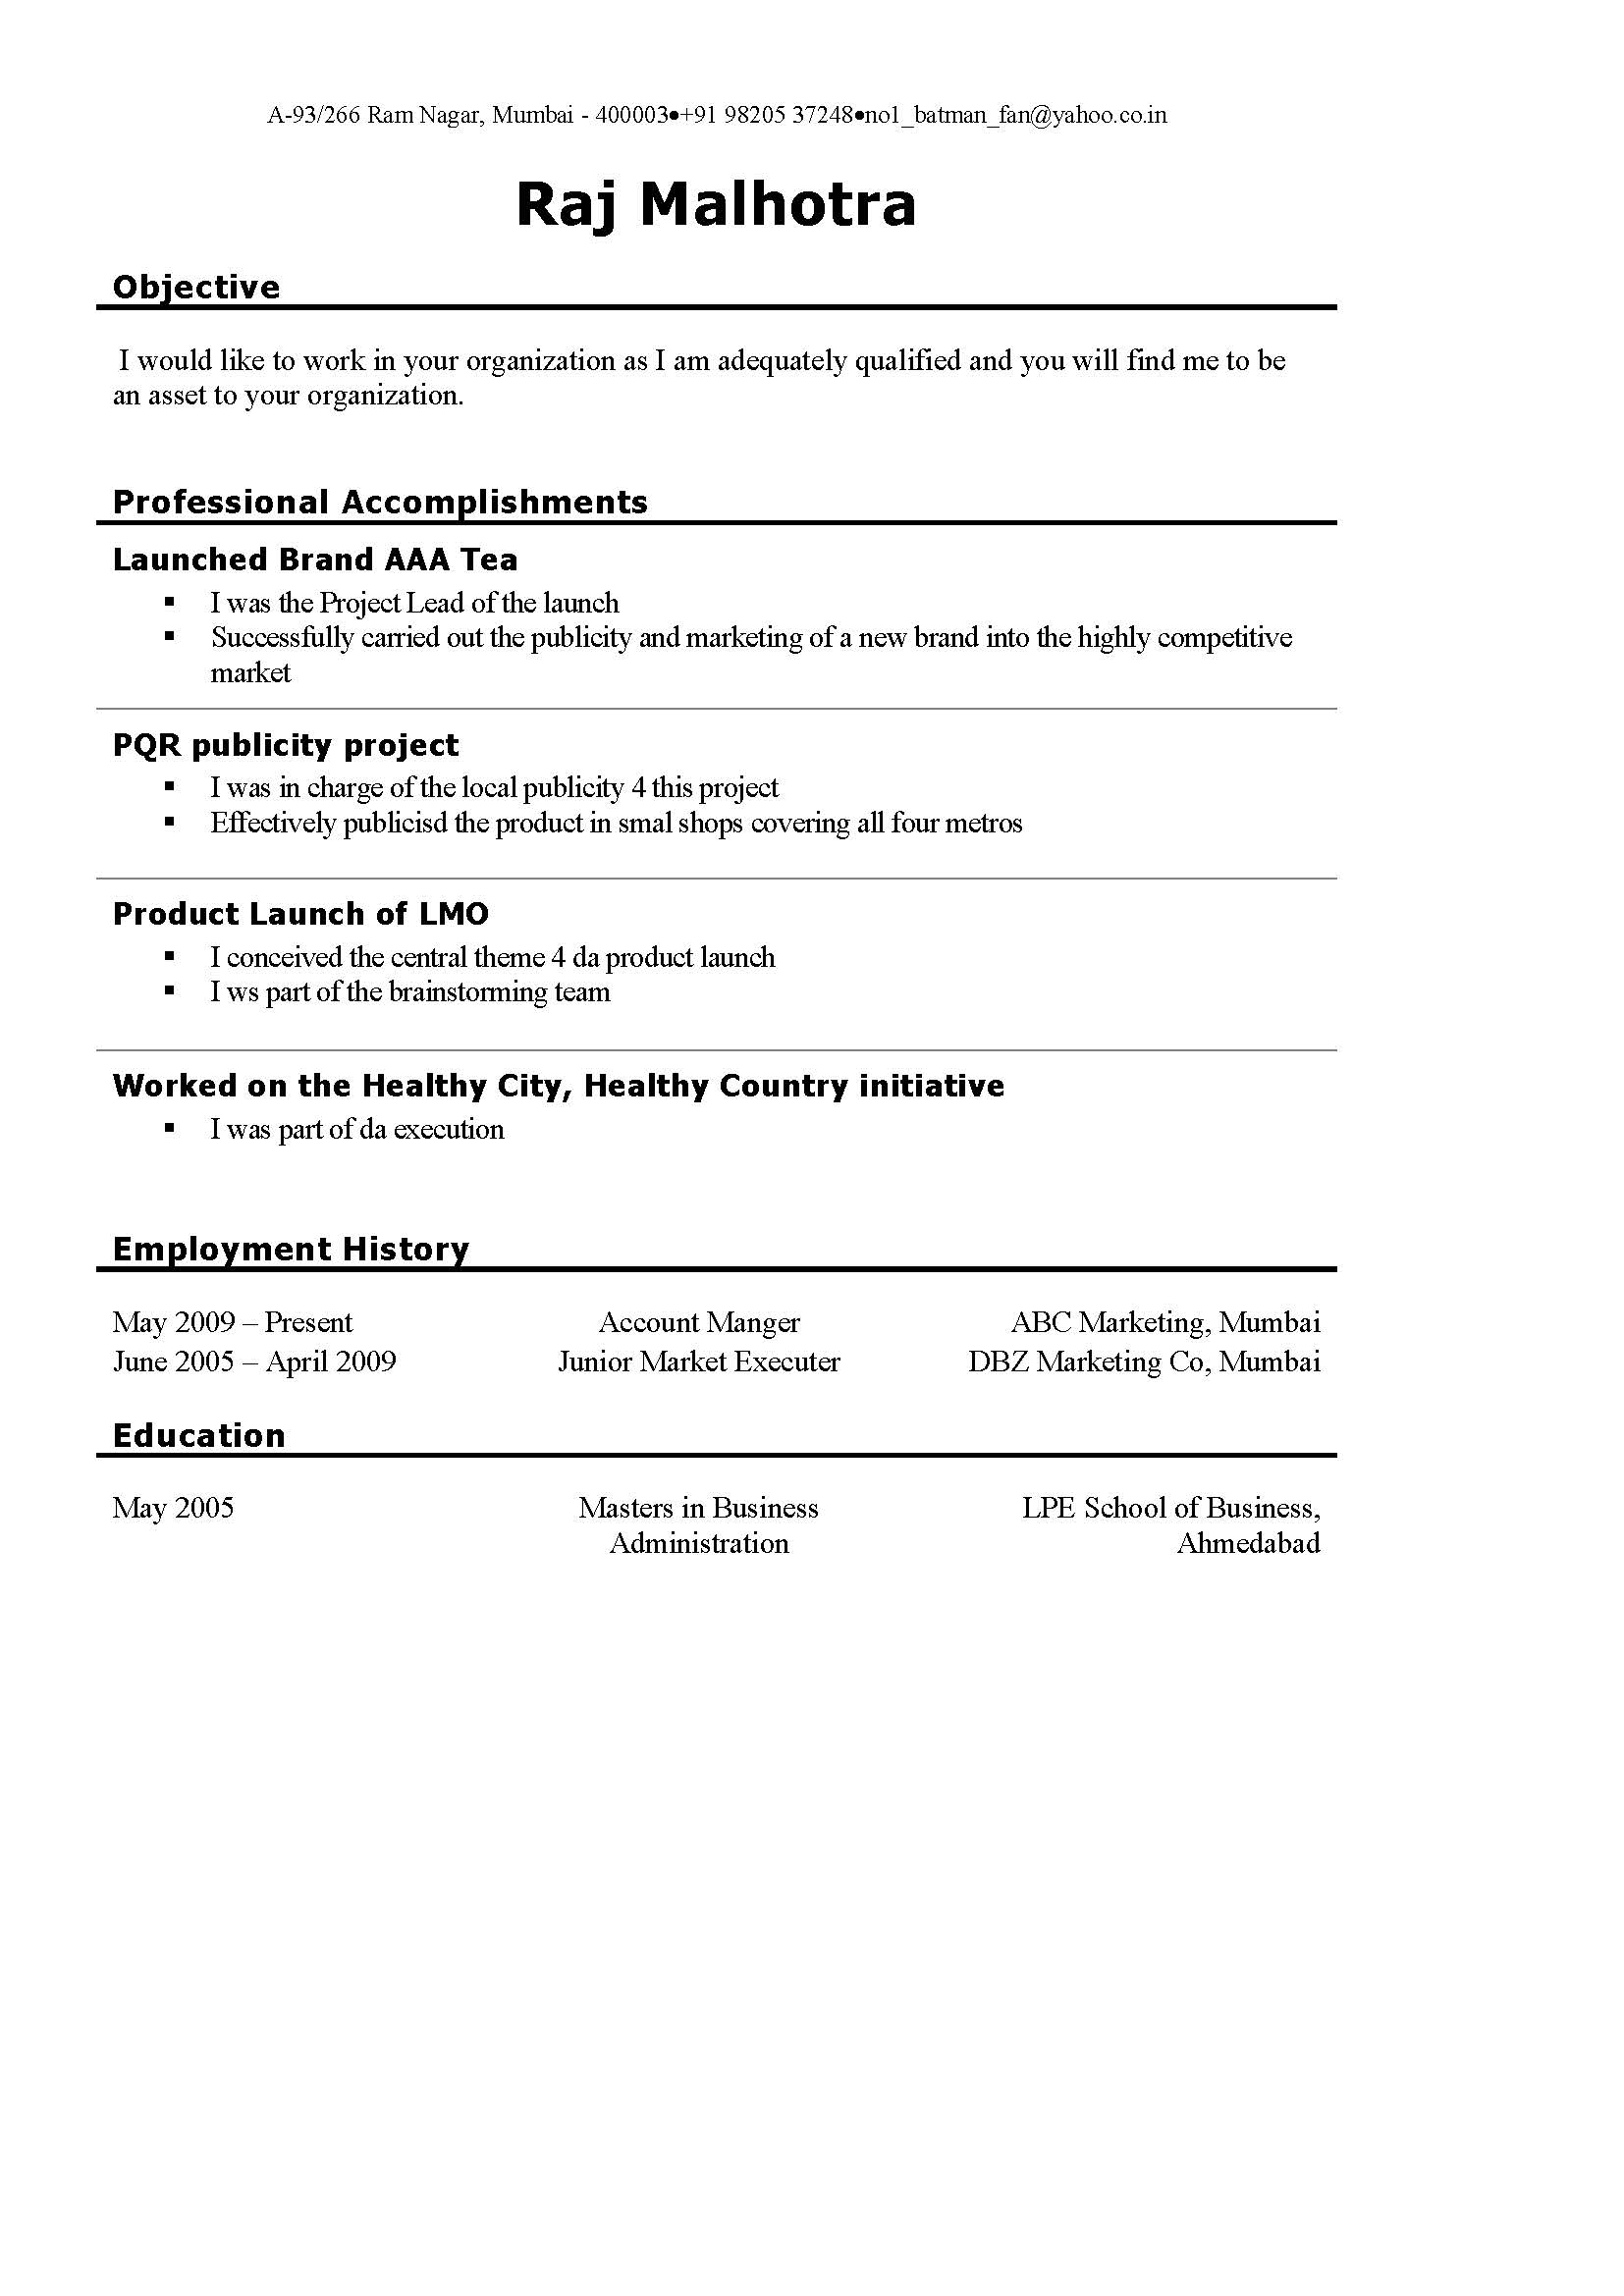 A-93/266 Ram Nagar, Mumbai - 400003●+91 98205 37248●no1_batman_fan@yahoo.co.in
Raj Malhotra
Objective
I would like to work in your organization as I am adequately qualified and you will find me to be
an asset to your organization.
Professional Accomplishments
Launched Brand AAA Tea
▪ I was the Project Lead of the launch
▪ Successfully carried out the publicity and marketing of a new brand into the highly competitive
market
PQR publicity project
▪ I was in charge of the local publicity 4 this project
▪ Effectively publicisd the product in smal shops covering all four metros
Product Launch of LMO
▪ I conceived the central theme 4 da product launch
▪ I ws part of the brainstorming team
Worked on the Healthy City, Healthy Country initiative
▪ I was part of da execution
Employment History
May 2009 – Present Account Manger ABC Marketing, Mumbai
June 2005 – April 2009 Junior Market Executer DBZ Marketing Co, Mumbai
Education
May 2005 Masters in Business LPE School of Business,
Administration Ahmedabad